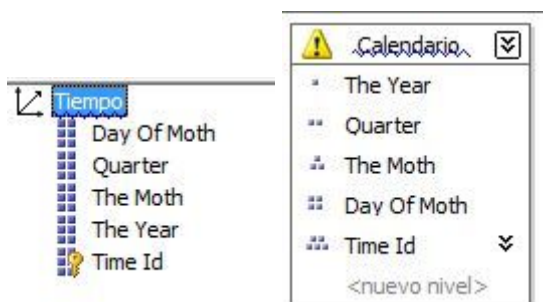 Tiempo
Day Of Moth
Quarter
The Moth
The Year
Time Id
Calendario
The Year
Quarter
The Moth
Day Of Moth
Time Id
<nuevo nivel>